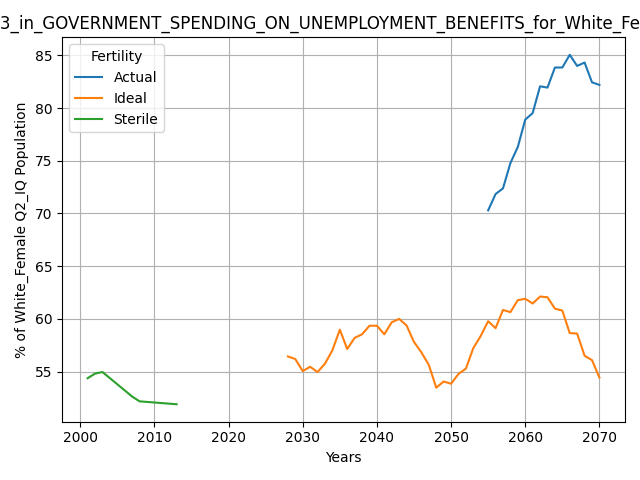 3_in_GOVERNMENT_SPENDING_ON_UNEMPLOYMENT_BENEFITS_for_White_Fe
Fertility
Actual
Ideal
Sterile
% of White_Female Q2_IQ Population
85
80
75
70
65
60
55
2000
2010
2020
2030
2040
2050
2060
2070
Years